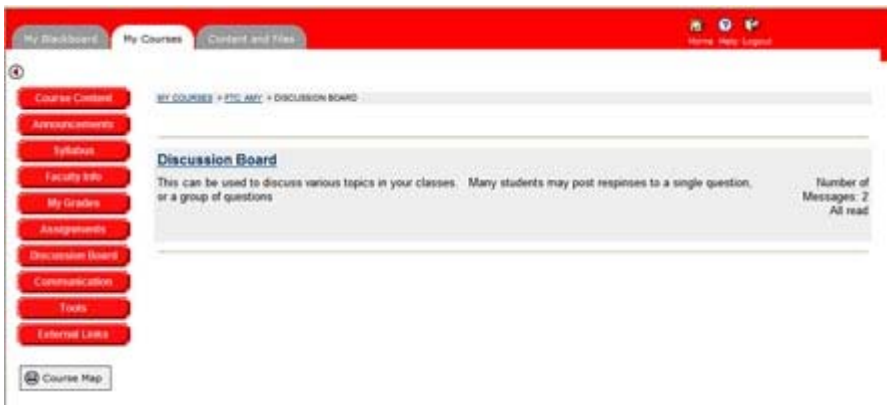 My Blackboard
My Courses
Content and Files
Home Help Logout
Course Content
Announcements
Syllabus
Faculty Info
My Grades
Assignments
Discussion Board
Communication
Tools
External Links
Course Map
MY COURSES > FTC_AMY > DISCUSSION BOARD
Discussion Board
This can be used to discuss various topics in your classes. Many students may post respinses to a single question,
or a group of questions
Number of
Messages: 2
All read